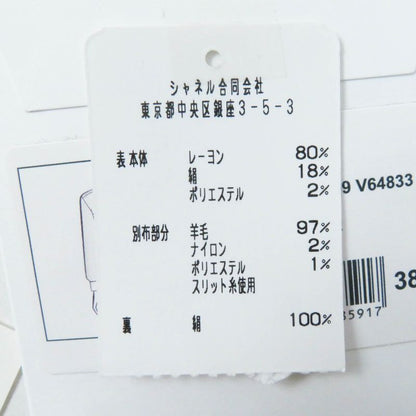 シャネル合同会社
東京都中央区銀座3-5-3
表 本体 レーヨン 80%
絹 18%
ポリエステル 2%
別布部分 羊毛 97%
ナイロン 2%
ポリエステル 1%
スリット糸使用
裏 絹 100%
9 V64833
38
85917